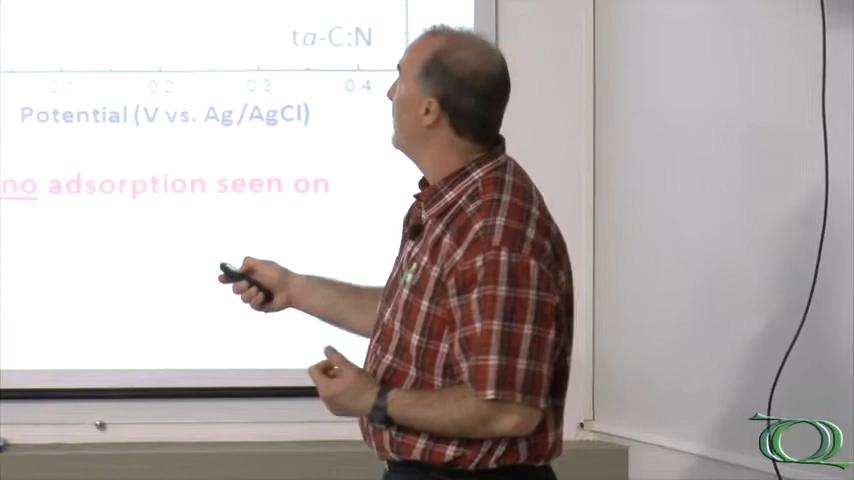 ta-C:N
0.1 0.2 0.3 0.4
Potential (V vs. Ag/AgCl)
no adsorption seen on